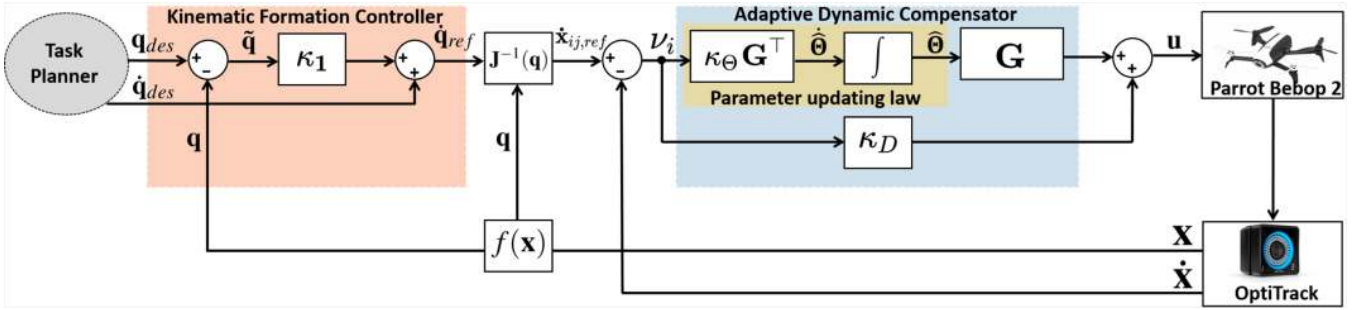 Kinematic Formation Controller
Adaptive Dynamic Compensator
Task
Planner
q_des
q̇_des
+
−
q̃
κ₁
+
+
q̇_ref
J⁻¹(q)
ẋ_ij,ref
+
−
ν_i
κ_Θ G^⊤
Θ̂̇
∫
Θ̂
G
Parameter updating law
κ_D
+
+
u
Parrot Bebop 2
q
q
f(x)
x
ẋ
OptiTrack